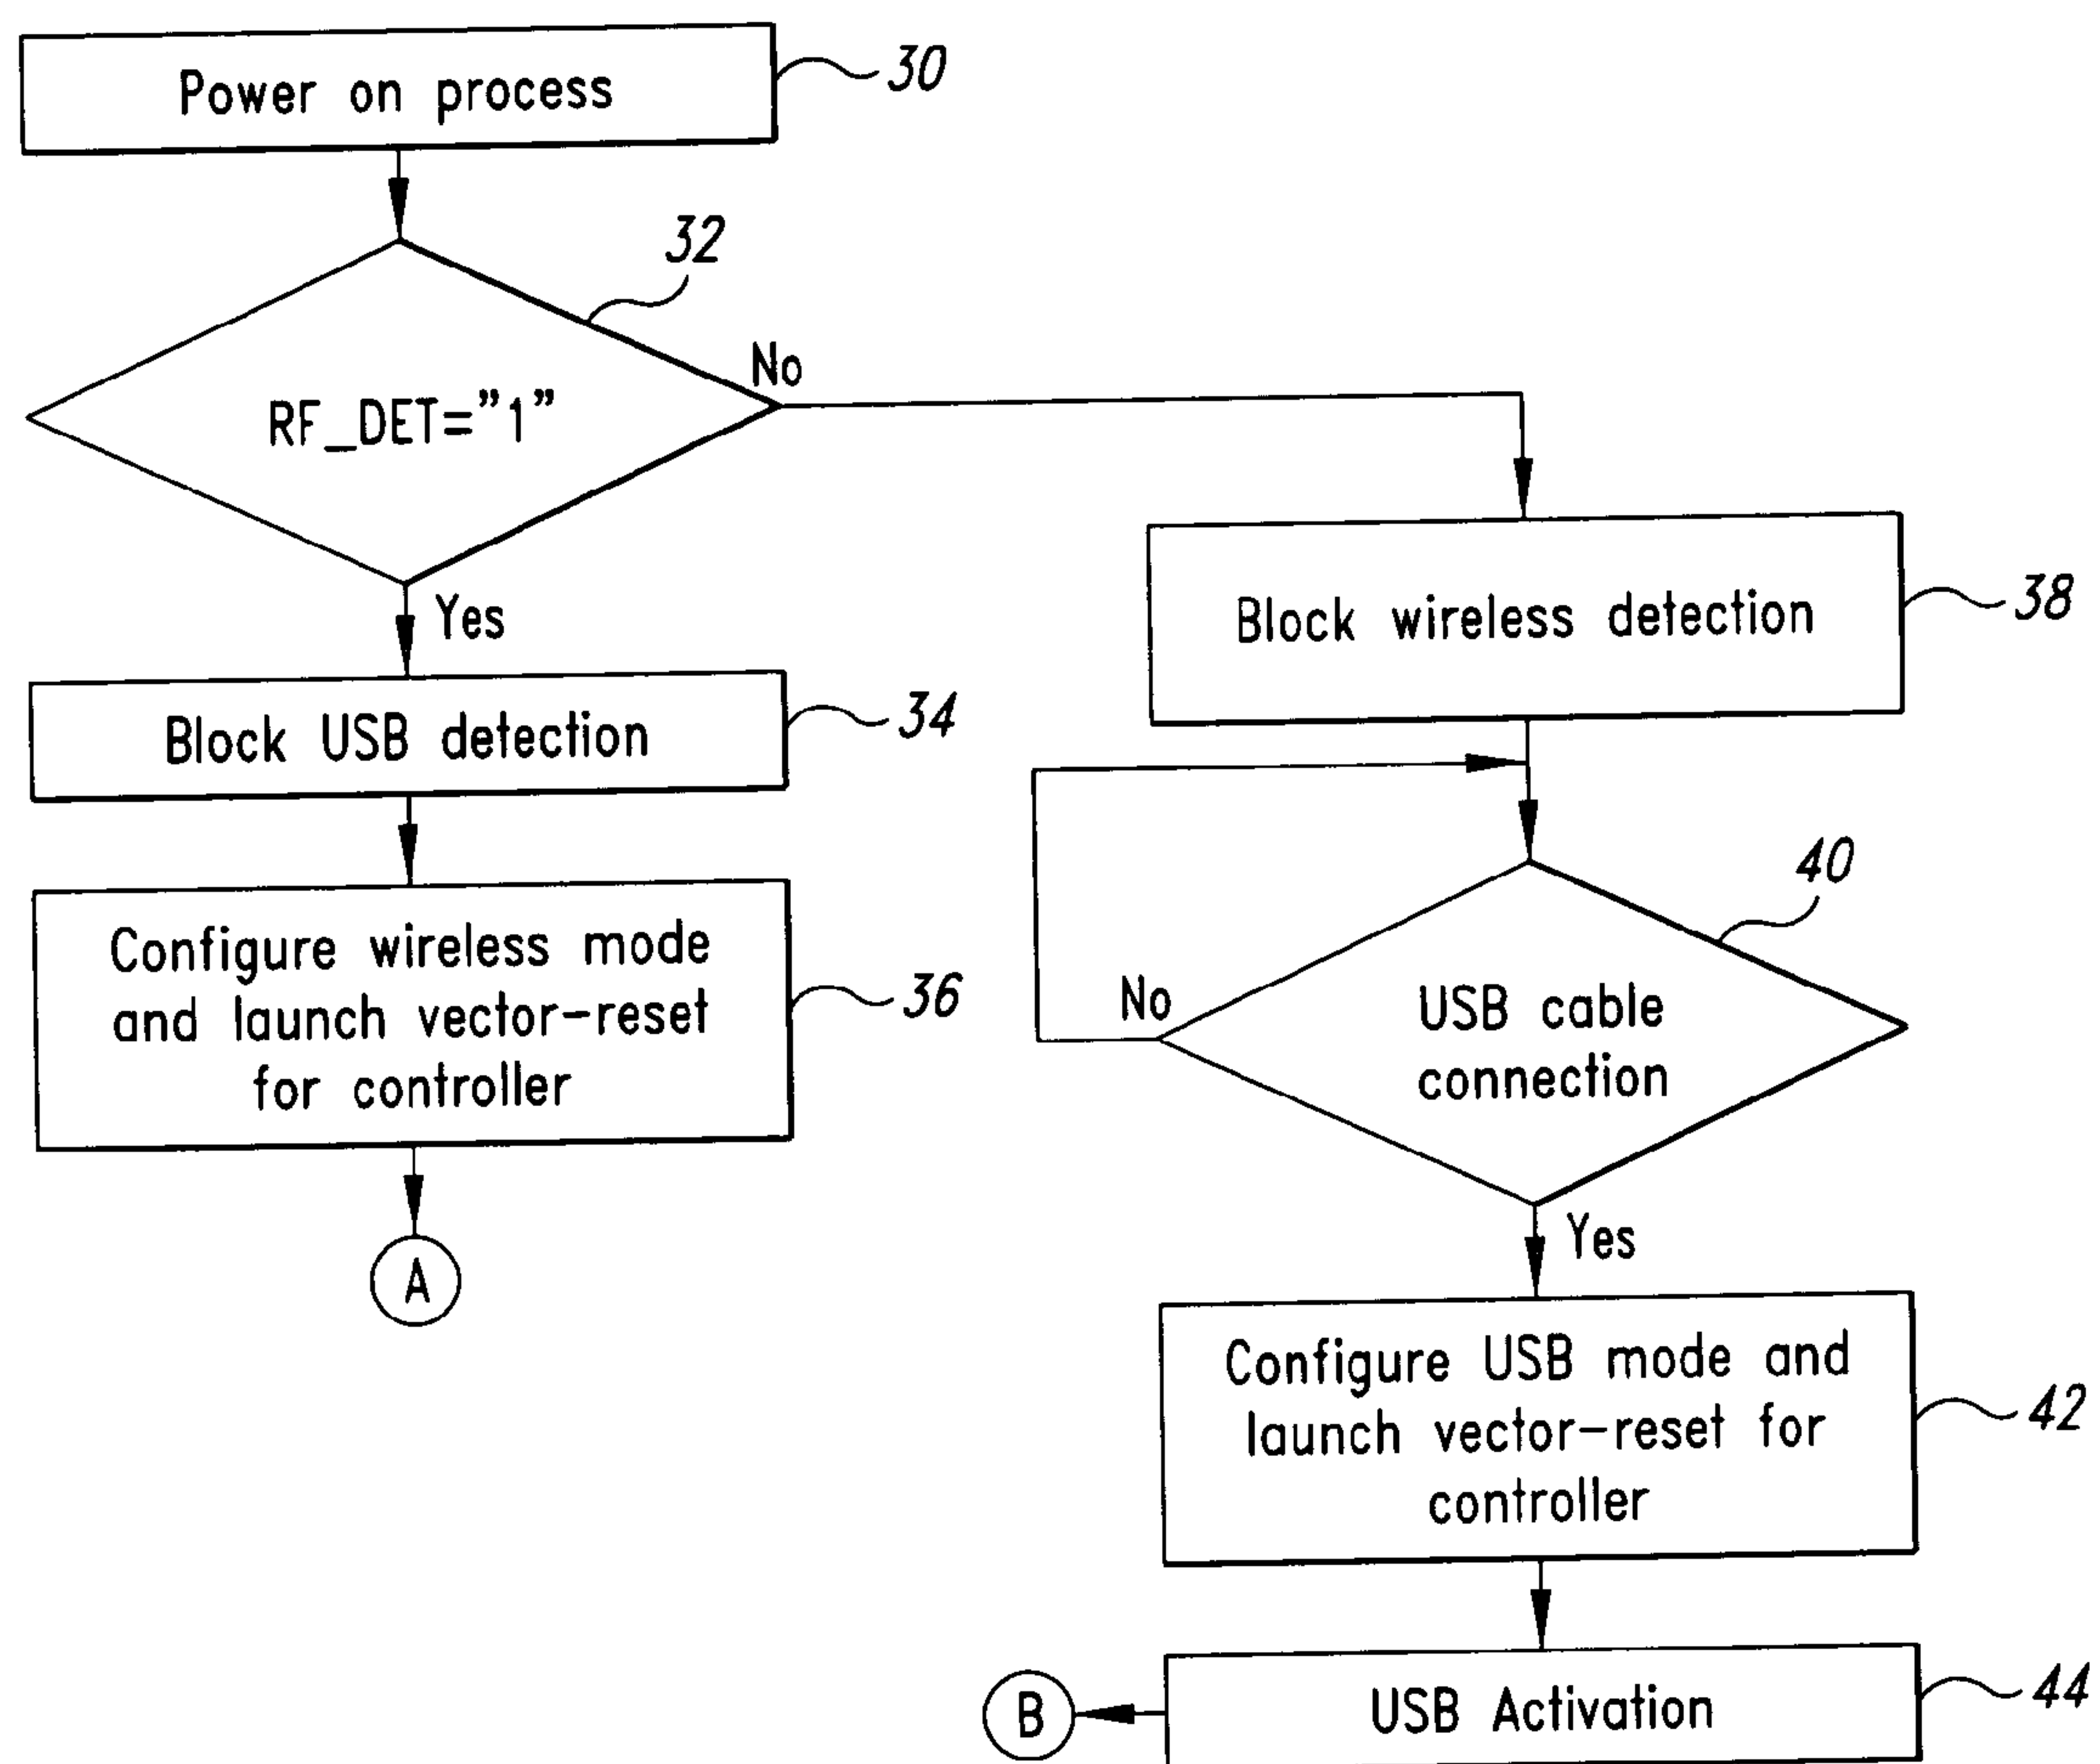 Power on process
30
32
RF_DET="1"
No
Yes
Block USB detection
34
Configure wireless mode
and launch vector-reset
for controller
36
A
Block wireless detection
38
40
No
USB cable
connection
Yes
Configure USB mode and
launch vector-reset for
controller
42
USB Activation
44
B